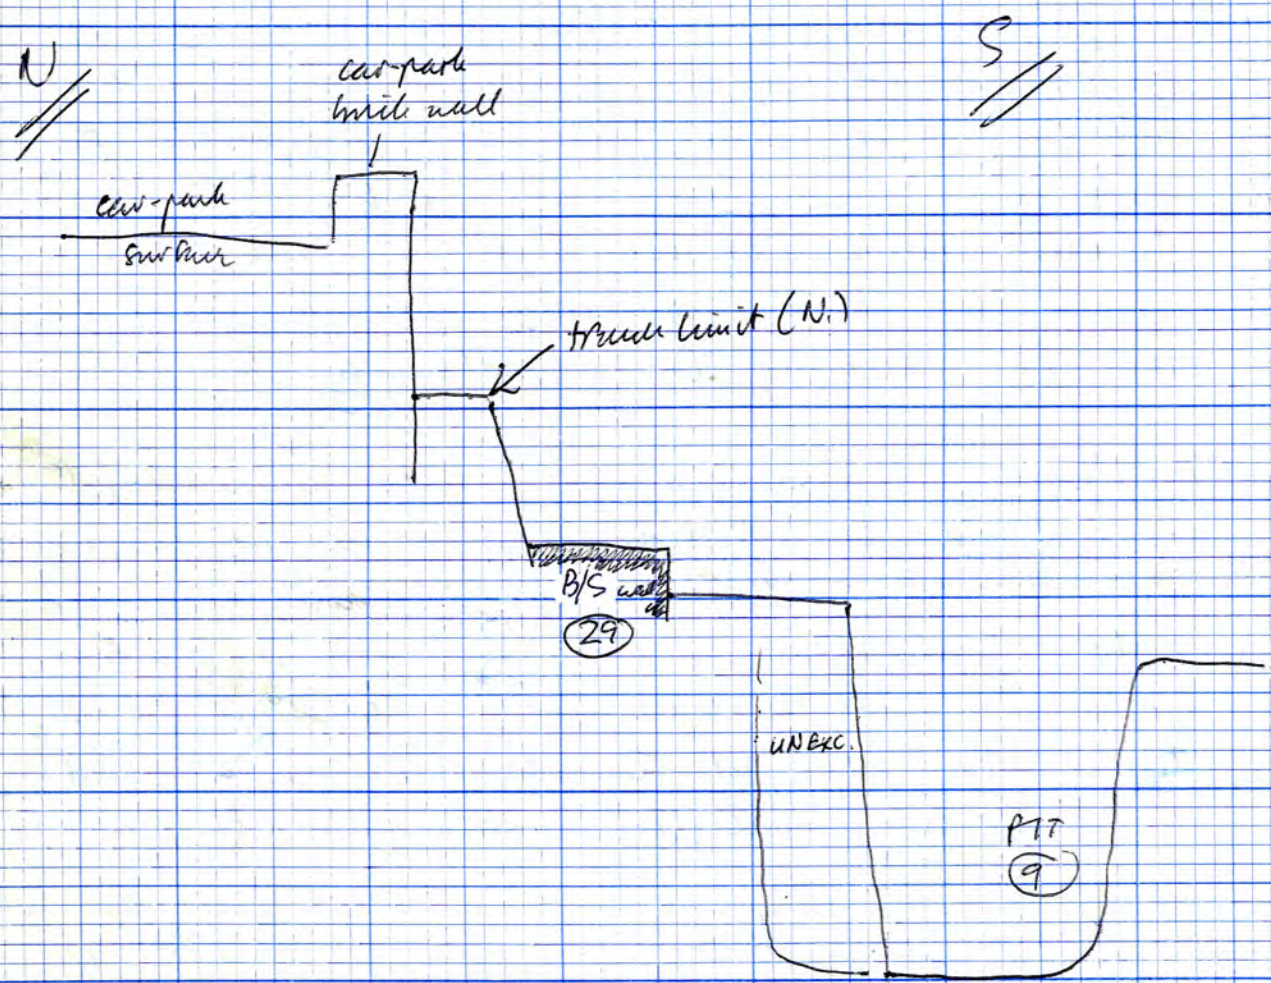 N
S
car-park
brick wall
car-park
surface
trench limit (N.)
B/S wall
29
UNEXC.
PIT
9